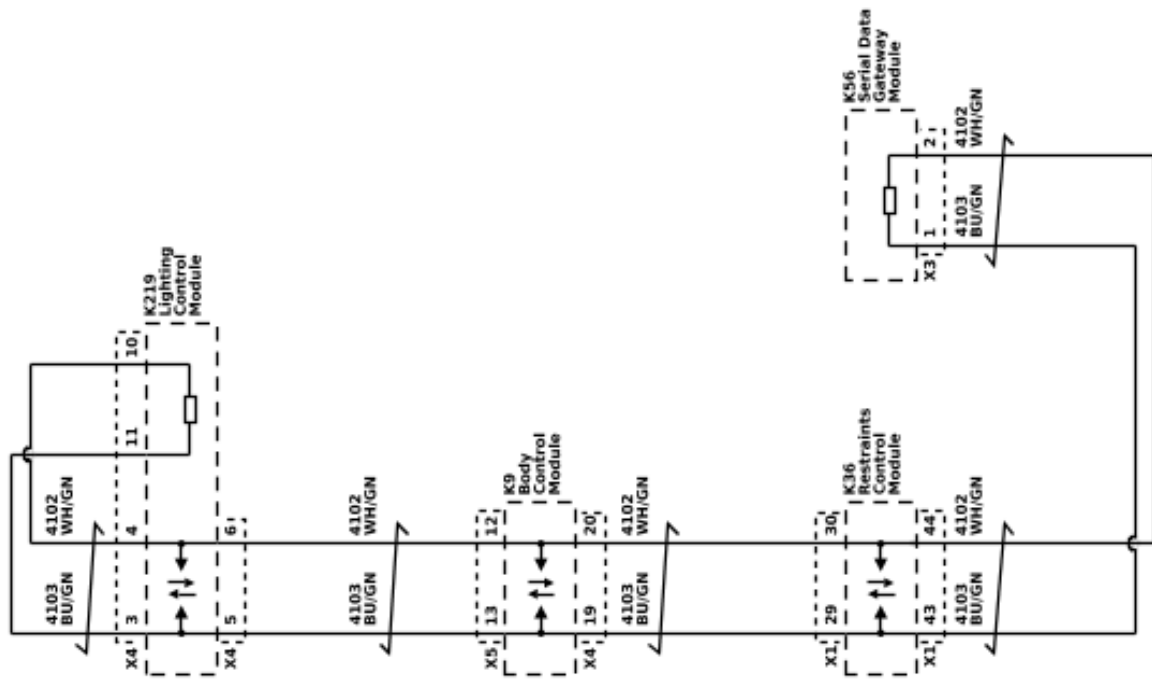 K219
Lighting
Control
Module
10
11
4102
WH/GN
4
4103
BU/GN
3
X4
6
5
X4
4102
WH/GN
4103
BU/GN
K9
Body
Control
Module
12
13
X5
20
19
X4
4102
WH/GN
4103
BU/GN
K36
Restraints
Control
Module
30
29
X1
44
43
X1
4102
WH/GN
4103
BU/GN
K56
Serial Data
Gateway
Module
2
1
X3
4102
WH/GN
4103
BU/GN